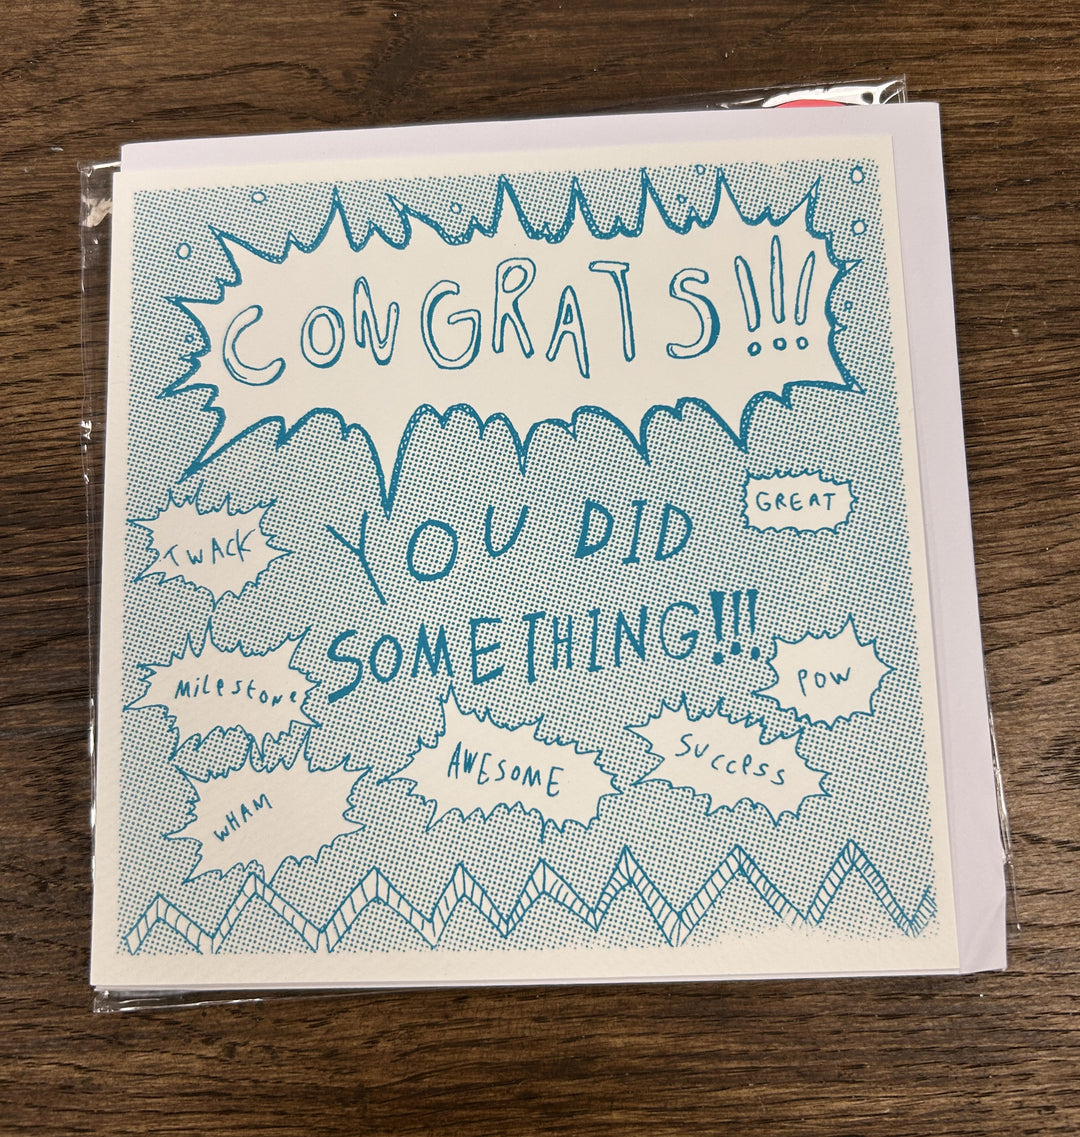 CONGRATS!!!
YOU DID
SOMETHING!!!
GREAT
TWACK
MilestoNe
POW
AWESOME
SUccess
WHAM